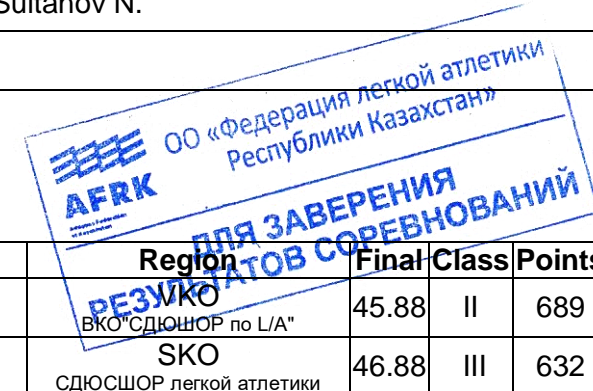 Sultanov N.
ОО «Федерация легкой атлетики
Республики Казахстан»
AFRK
ДЛЯ ЗАВЕРЕНИЯ
РЕЗУЛЬТАТОВ СОРЕВНОВАНИЙ
Region Final Class Points
VKO 45.88 II 689
ВКО"СДЮШОР по L/A"
SKO 46.88 III 632
СДЮСШОР легкой атлетики